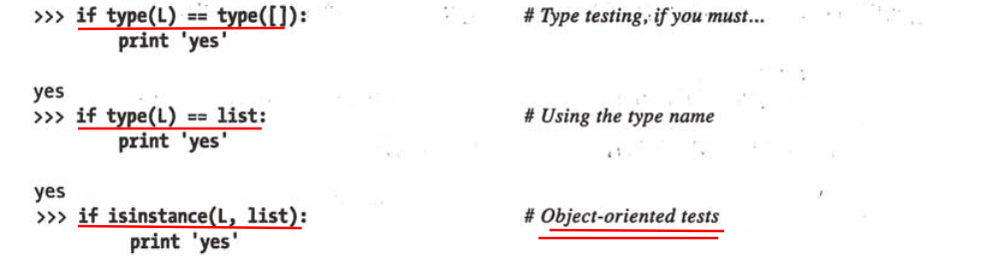 >>> if type(L) == type([]): # Type testing, if you must...
print 'yes'
yes
>>> if type(L) == list: # Using the type name
print 'yes'
yes
>>> if isinstance(L, list): # Object-oriented tests
print 'yes'